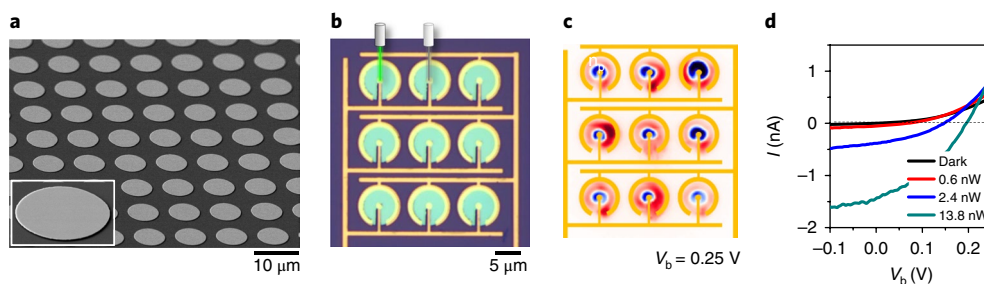 a
10 μm
b
5 μm
c
V_b = 0.25 V
d
I (nA)
1
0
−1
−2
Dark
0.6 nW
2.4 nW
13.8 nW
−0.1
0.0
0.1
0.2
V_b (V)